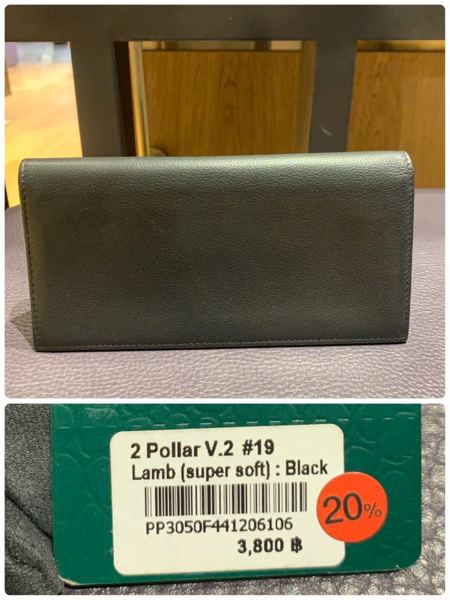 2 Pollar V.2 #19
Lamb (super soft) : Black
PP3050F441206106
20%
3,800 ฿